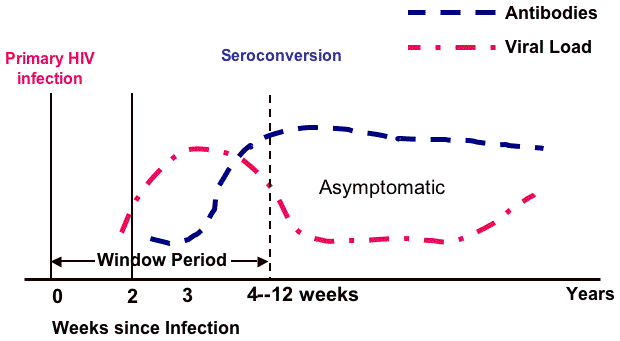 Antibodies
Viral Load
Primary HIV
infection
Seroconversion
Asymptomatic
Window Period
0 2 3 4--12 weeks Years
Weeks since Infection